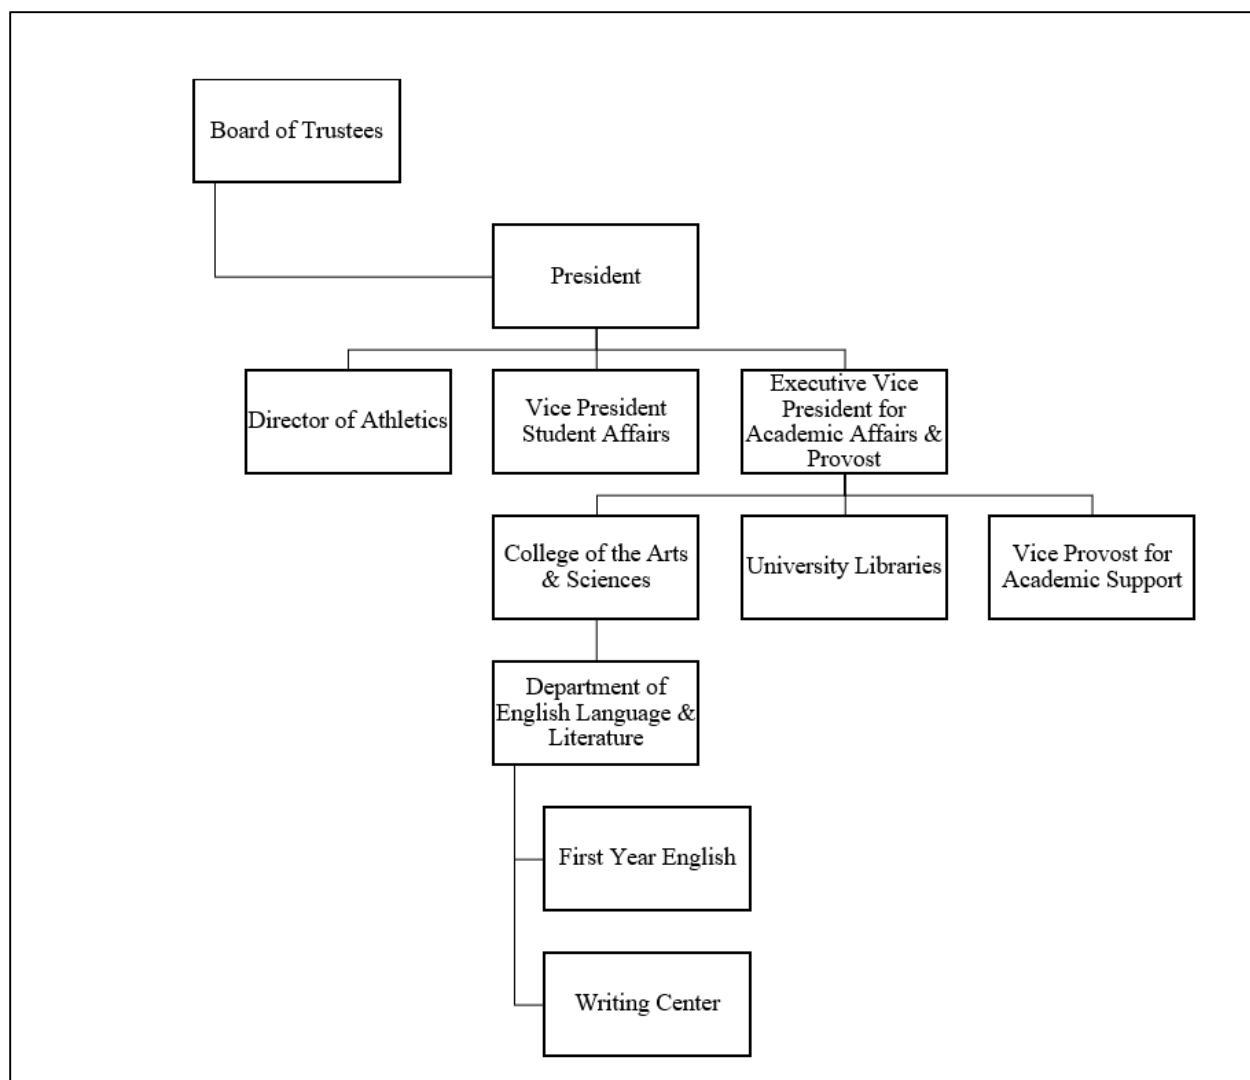 Board of Trustees
President
Director of Athletics
Vice President
Student Affairs
Executive Vice
President for
Academic Affairs &
Provost
College of the Arts
& Sciences
University Libraries
Vice Provost for
Academic Support
Department of
English Language &
Literature
First Year English
Writing Center